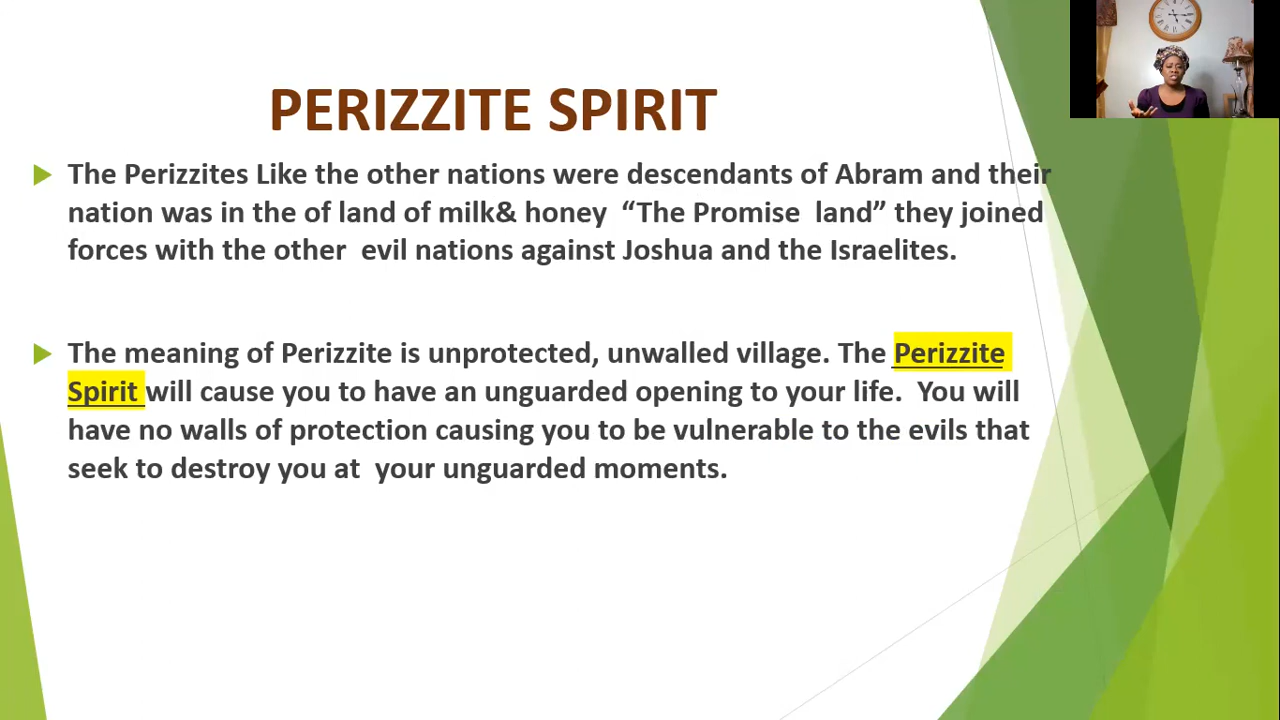 PERIZZITE SPIRIT
The Perizzites Like the other nations were descendants of Abram and their
nation was in the of land of milk& honey “The Promise land” they joined
forces with the other evil nations against Joshua and the Israelites.
The meaning of Perizzite is unprotected, unwalled village. The Perizzite
Spirit will cause you to have an unguarded opening to your life. You will
have no walls of protection causing you to be vulnerable to the evils that
seek to destroy you at your unguarded moments.